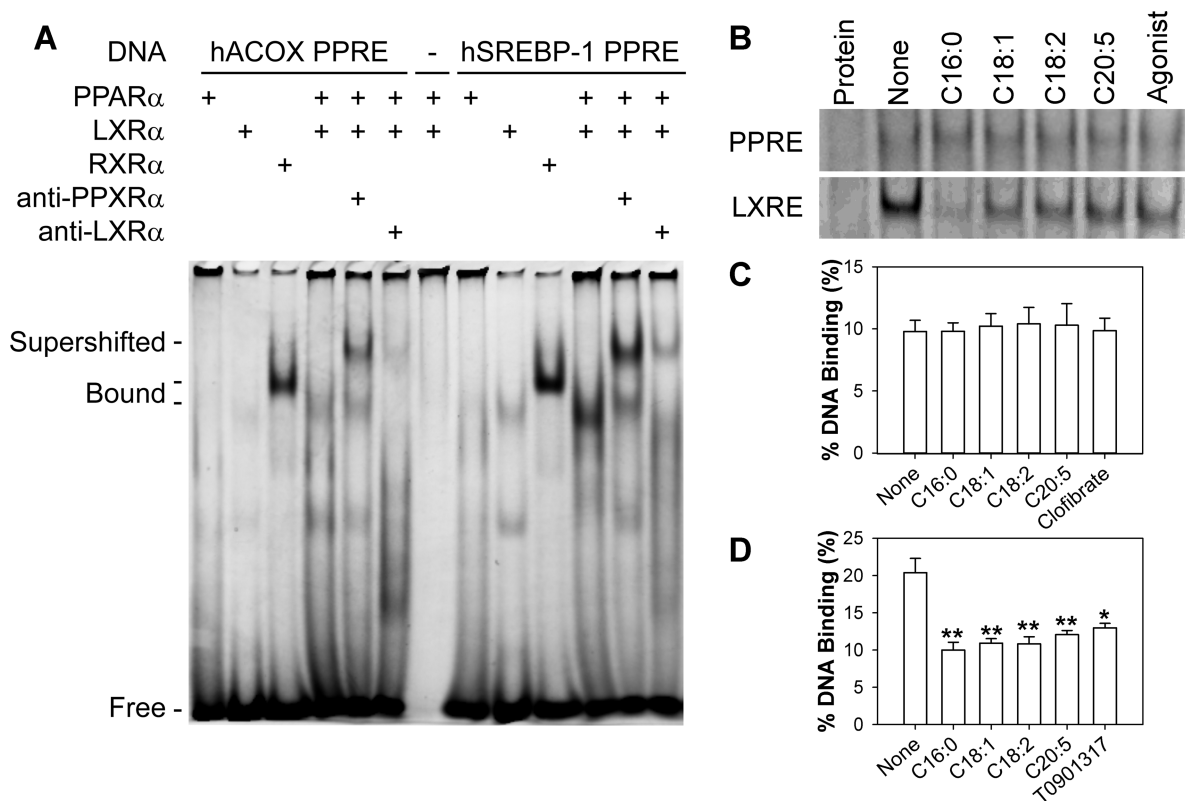 A
DNA hACOX PPRE - hSREBP-1 PPRE
PPARα + + + + + + + + +
LXRα + + + + + + + + +
RXRα + +
anti-PPXRα + +
anti-LXRα + +
Supershifted -
Bound -
-
Free -
B
Protein None C16:0 C18:1 C18:2 C20:5 Agonist
PPRE
LXRE
C
% DNA Binding (%)
15
10
5
0
None C16:0 C18:1 C18:2 C20:5 Clofibrate
D
% DNA Binding (%)
25
20
15
10
5
0
** ** ** ** *
None C16:0 C18:1 C18:2 C20:5 T0901317